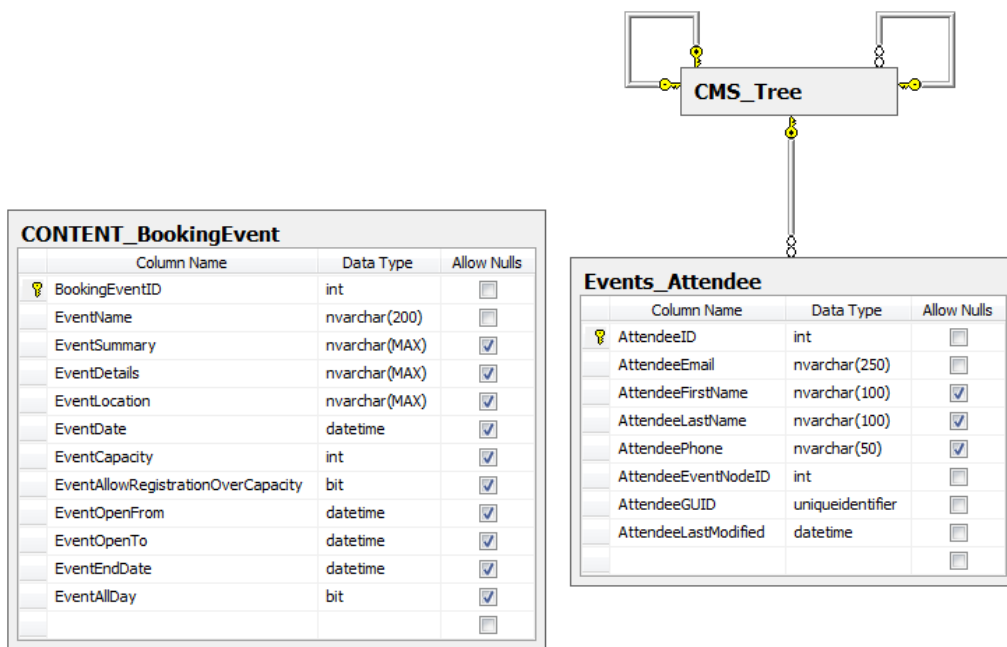 CMS_Tree
CONTENT_BookingEvent
Column Name Data Type Allow Nulls
BookingEventID int
EventName nvarchar(200)
EventSummary nvarchar(MAX)
EventDetails nvarchar(MAX)
EventLocation nvarchar(MAX)
EventDate datetime
EventCapacity int
EventAllowRegistrationOverCapacity bit
EventOpenFrom datetime
EventOpenTo datetime
EventEndDate datetime
EventAllDay bit
Events_Attendee
Column Name Data Type Allow Nulls
AttendeeID int
AttendeeEmail nvarchar(250)
AttendeeFirstName nvarchar(100)
AttendeeLastName nvarchar(100)
AttendeePhone nvarchar(50)
AttendeeEventNodeID int
AttendeeGUID uniqueidentifier
AttendeeLastModified datetime